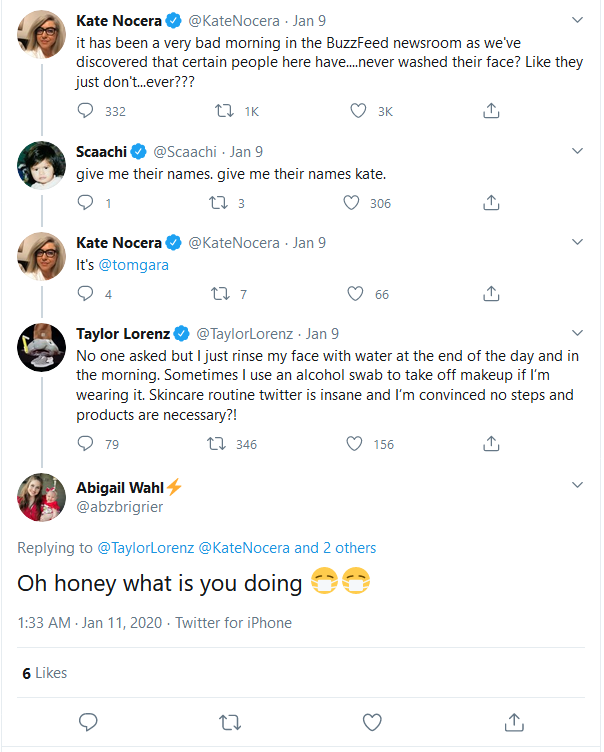 Kate Nocera @KateNocera · Jan 9
it has been a very bad morning in the BuzzFeed newsroom as we've
discovered that certain people here have....never washed their face? Like they
just don't...ever???
332 1K 3K
Scaachi @Scaachi · Jan 9
give me their names. give me their names kate.
1 3 306
Kate Nocera @KateNocera · Jan 9
It's @tomgara
4 7 66
Taylor Lorenz @TaylorLorenz · Jan 9
No one asked but I just rinse my face with water at the end of the day and in
the morning. Sometimes I use an alcohol swab to take off makeup if I'm
wearing it. Skincare routine twitter is insane and I'm convinced no steps and
products are necessary?!
79 346 156
Abigail Wahl⚡
@abzbrigrier
Replying to @TaylorLorenz @KateNocera and 2 others
Oh honey what is you doing 😷😷
1:33 AM · Jan 11, 2020 · Twitter for iPhone
6 Likes